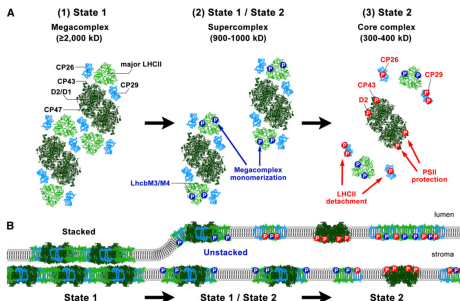 (1) State 1
Megacomplex
(≥2,000 kD)
(2) State 1 / State 2
Supercomplex
(900-1000 kD)
(3) State 2
Core complex
(300-400 kD)
A
CP26
major LHCII
CP43
D2/D1
CP29
CP47
P
P
P
P
Megacomplex
monomerization
LhcbM3/M4
P
P
CP26
P
P
P
CP29
P
CP43
P
D2
P
P
P
P
P
P
P
PSII
protection
LHCII
detachment
lumen
B
Stacked
Unstacked
stroma
State 1
State 1 / State 2
State 2